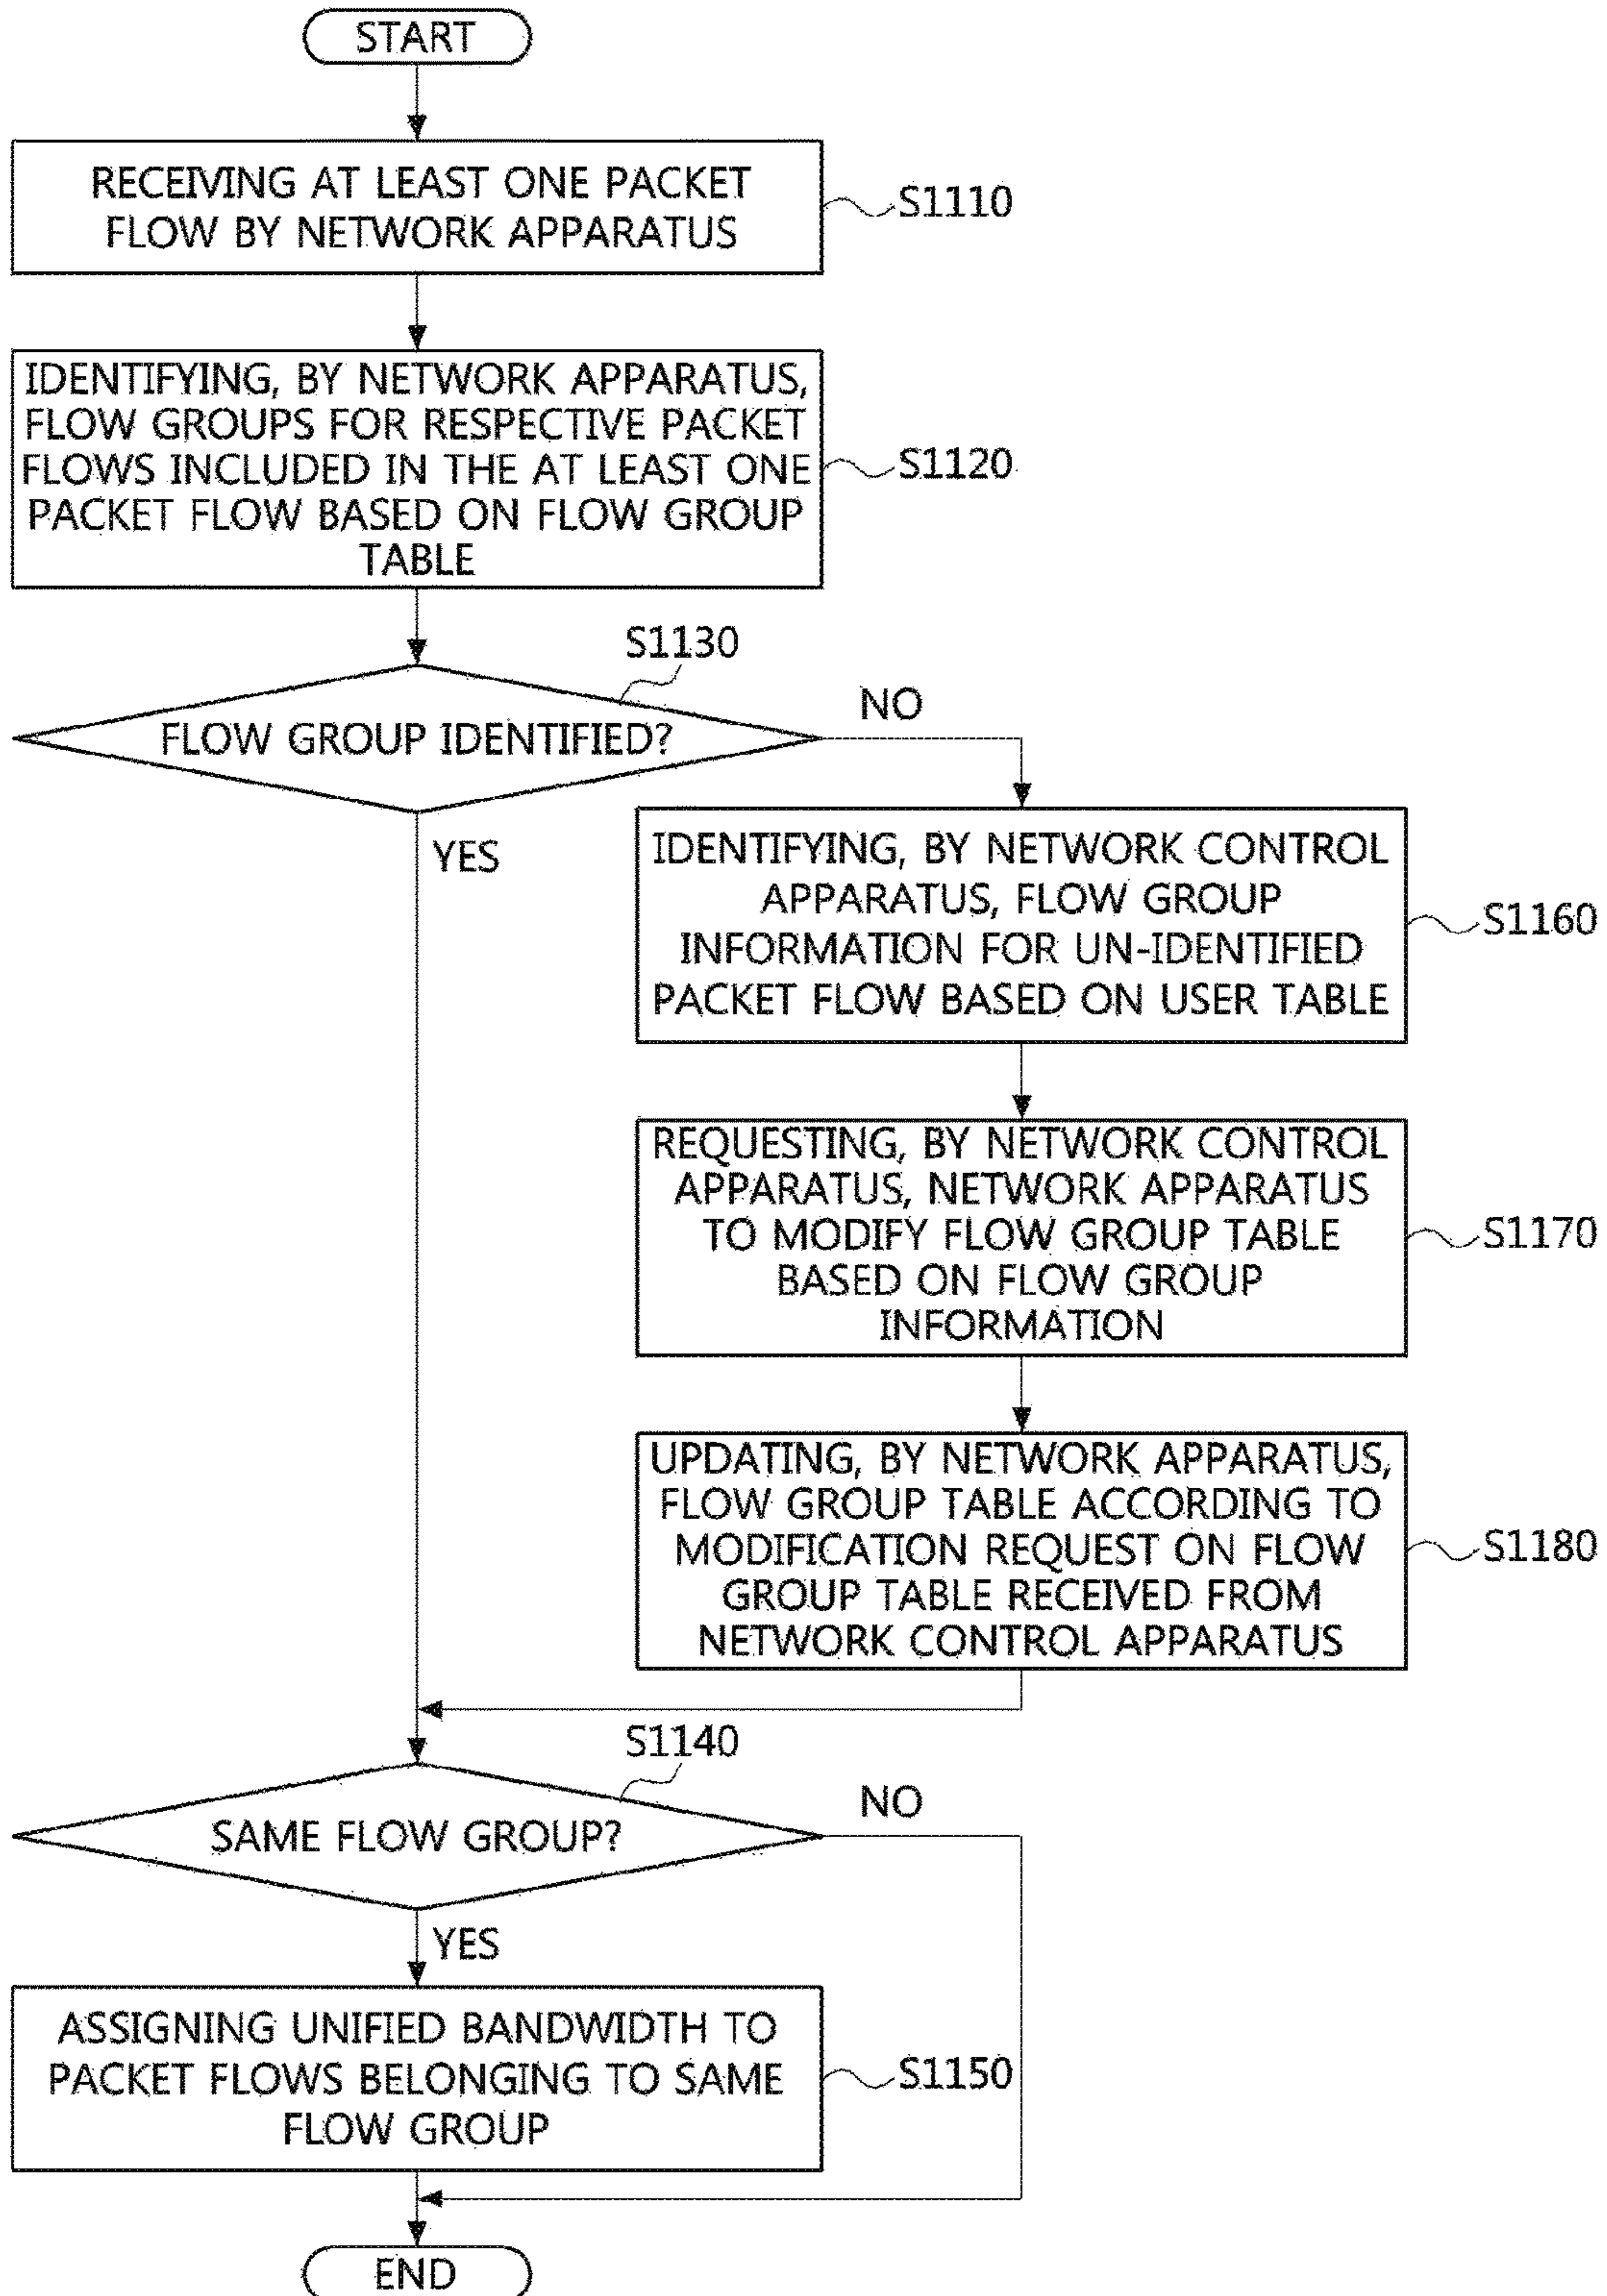 START
RECEIVING AT LEAST ONE PACKET
FLOW BY NETWORK APPARATUS
S1110
IDENTIFYING, BY NETWORK APPARATUS,
FLOW GROUPS FOR RESPECTIVE PACKET
FLOWS INCLUDED IN THE AT LEAST ONE
PACKET FLOW BASED ON FLOW GROUP
TABLE
S1120
S1130
FLOW GROUP IDENTIFIED?
NO
YES
IDENTIFYING, BY NETWORK CONTROL
APPARATUS, FLOW GROUP
INFORMATION FOR UN-IDENTIFIED
PACKET FLOW BASED ON USER TABLE
S1160
REQUESTING, BY NETWORK CONTROL
APPARATUS, NETWORK APPARATUS
TO MODIFY FLOW GROUP TABLE
BASED ON FLOW GROUP
INFORMATION
S1170
UPDATING, BY NETWORK APPARATUS,
FLOW GROUP TABLE ACCORDING TO
MODIFICATION REQUEST ON FLOW
GROUP TABLE RECEIVED FROM
NETWORK CONTROL APPARATUS
S1180
S1140
SAME FLOW GROUP?
NO
YES
ASSIGNING UNIFIED BANDWIDTH TO
PACKET FLOWS BELONGING TO SAME
FLOW GROUP
S1150
END